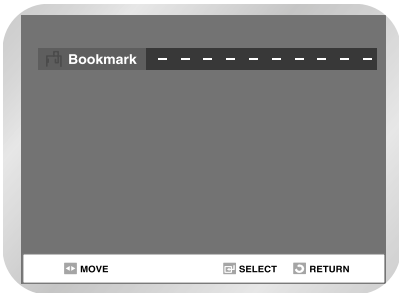 Bookmark – – – – – – – – – –
MOVE SELECT RETURN